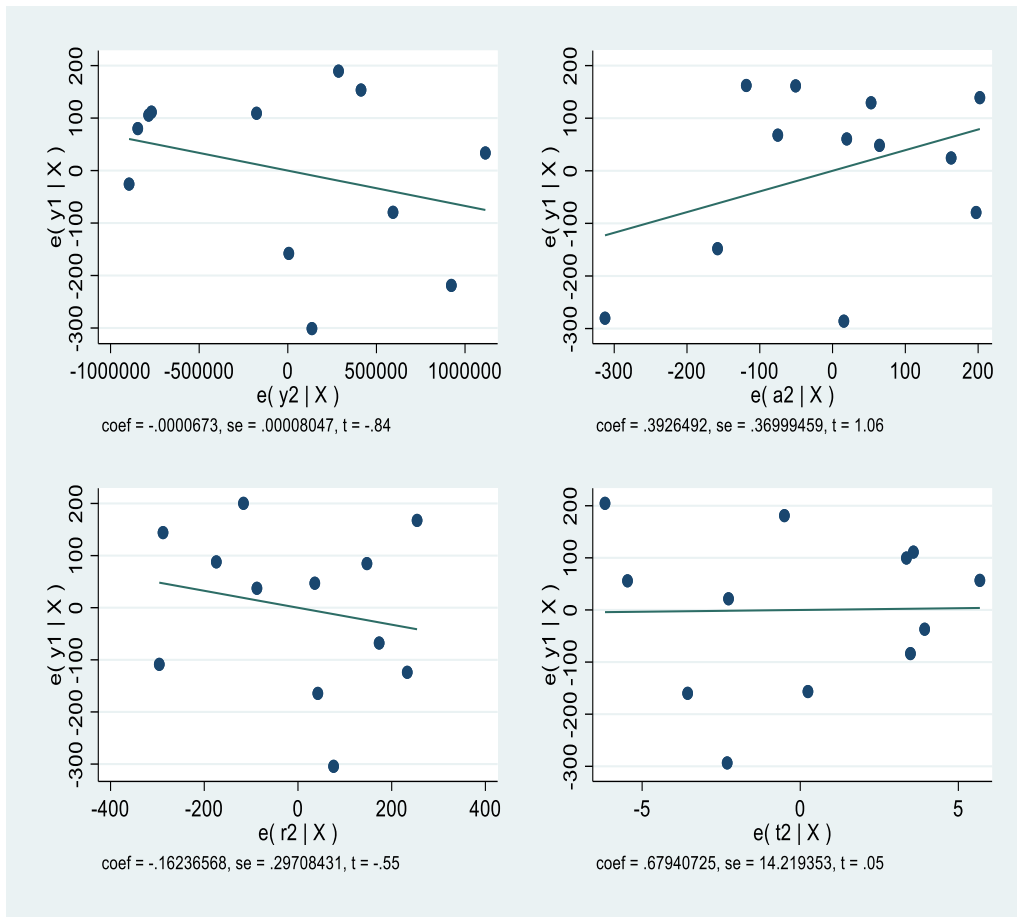 e( y1 | X )
200
100
0
-100
-200
-300
-1000000 -500000 0 500000 1000000
e( y2 | X )
coef = -.0000673, se = .00008047, t = -.84
e( y1 | X )
200
100
0
-100
-200
-300
-300 -200 -100 0 100 200
e( a2 | X )
coef = .3926492, se = .36999459, t = 1.06
e( y1 | X )
200
100
0
-100
-200
-300
-400 -200 0 200 400
e( r2 | X )
coef = -.16236568, se = .29708431, t = -.55
e( y1 | X )
200
100
0
-100
-200
-300
-5 0 5
e( t2 | X )
coef = .67940725, se = 14.219353, t = .05